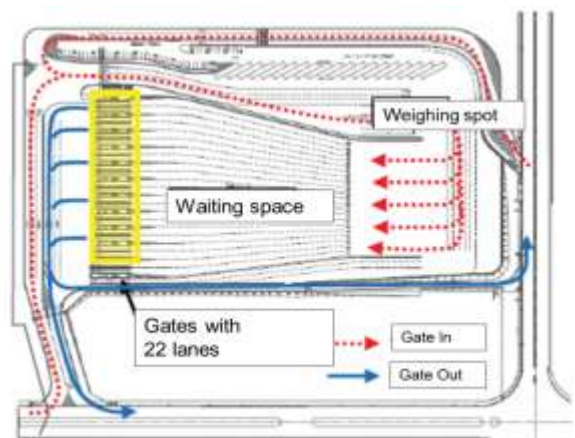 Weighing spot
Waiting space
Gates with
22 lanes
Gate In
Gate Out